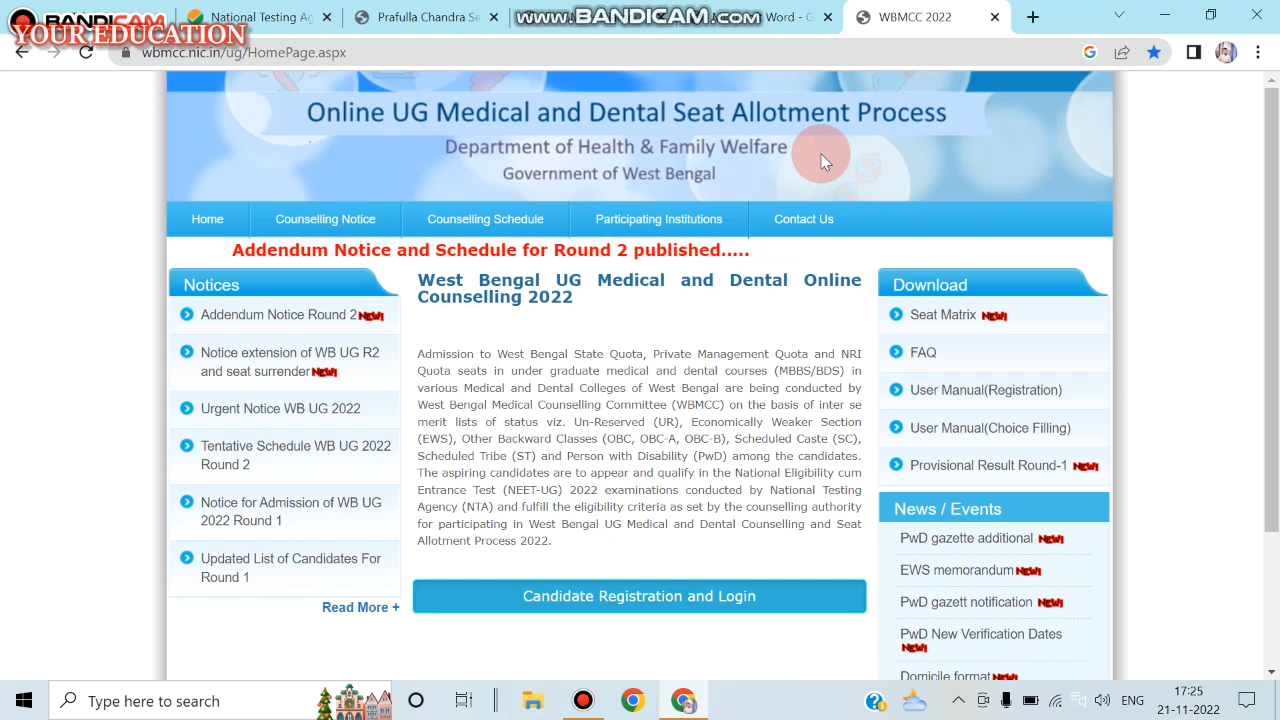 BANDICAM
YOUR EDUCATION
National Testing Ag
Prafulla Chandra Se
www.BANDICAM.com
Word
WBMCC 2022
wbmcc.nic.in/ug/HomePage.aspx
Online UG Medical and Dental Seat Allotment Process
Department of Health & Family Welfare
Government of West Bengal
Home
Counselling Notice
Counselling Schedule
Participating Institutions
Contact Us
Addendum Notice and Schedule for Round 2 published.....
Notices
Addendum Notice Round 2 NEW!
Notice extension of WB UG R2
and seat surrender NEW!
Urgent Notice WB UG 2022
Tentative Schedule WB UG 2022
Round 2
Notice for Admission of WB UG
2022 Round 1
Updated List of Candidates For
Round 1
Read More +
West Bengal UG Medical and Dental Online
Counselling 2022
Admission to West Bengal State Quota, Private Management Quota and NRI
Quota seats in under graduate medical and dental courses (MBBS/BDS) in
various Medical and Dental Colleges of West Bengal are being conducted by
West Bengal Medical Counselling Committee (WBMCC) on the basis of inter se
merit lists of status viz. Un-Reserved (UR), Economically Weaker Section
(EWS), Other Backward Classes (OBC, OBC-A, OBC-B), Scheduled Caste (SC),
Scheduled Tribe (ST) and Person with Disability (PwD) among the candidates.
The aspiring candidates are to appear and qualify in the National Eligibility cum
Entrance Test (NEET-UG) 2022 examinations conducted by National Testing
Agency (NTA) and fulfill the eligibility criteria as set by the counselling authority
for participating in West Bengal UG Medical and Dental Counselling and Seat
Allotment Process 2022.
Candidate Registration and Login
Download
Seat Matrix NEW!
FAQ
User Manual(Registration)
User Manual(Choice Filling)
Provisional Result Round-1 NEW!
News / Events
PwD gazette additional NEW!
EWS memorandum NEW!
PwD gazett notification NEW!
PwD New Verification Dates
NEW!
Domicile format NEW!
Type here to search
ENG
17:25
21-11-2022